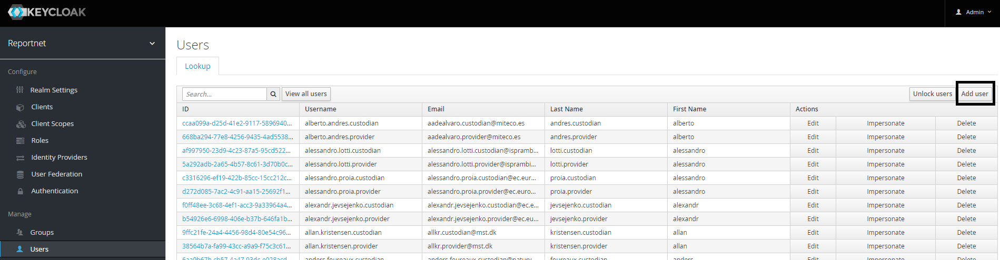 KEYCLOAK
Admin
Reportnet
Configure
Realm Settings
Clients
Client Scopes
Roles
Identity Providers
User Federation
Authentication
Manage
Groups
Users
Users
Lookup
Search... View all users Unlock users Add user
ID Username Email Last Name First Name Actions
ccaa099a-d25d-41e2-9117-5896940... alberto.andres.custodian aadealvaro.custodian@miteco.es andres.custodian alberto Edit Impersonate Delete
668ba294-77e8-4256-9435-4ad5538... alberto.andres.provider aadealvaro.provider@miteco.es andres.provider alberto Edit Impersonate Delete
af997950-23d9-4c23-87a5-95cd522... alessandro.lotti.custodian alessandro.lotti.custodian@ispramb... lotti.custodian alessandro Edit Impersonate Delete
5a292adb-2a65-4b57-8c61-3d70b0c... alessandro.lotti.provider alessandro.lotti.provider@isprambi... lotti.provider alessandro Edit Impersonate Delete
c3316296-ef19-422b-85cc-15cc212c... alessandro.proia.custodian alessandro.proia.custodian@ec.eur... proia.custodian alessandro Edit Impersonate Delete
d272d085-7ac2-4c91-aa15-25692f1... alessandro.proia.provider alessandro.proia.provider@ec.euro... proia.provider alessandro Edit Impersonate Delete
f0ff48ee-3c68-4ef1-acc3-9a33964a4... alexandr.jevsejenko.custodian alexandr.jevsejenko.custodian@ec.e... jevsejenko.custodian alexandr Edit Impersonate Delete
b54926e6-6998-406e-b37b-646fa1b... alexandr.jevsejenko.provider alexandr.jevsejenko.provider@ec.eu... jevsejenko.provider alexandr Edit Impersonate Delete
9ffc21fe-24a4-4456-98d4-80e54c96... allan.kristensen.custodian allkr.custodian@mst.dk kristensen.custodian allan Edit Impersonate Delete
38564b7a-fa99-43cc-a9a9-f75c3c61... allan.kristensen.provider allkr.provider@mst.dk kristensen.provider allan Edit Impersonate Delete
anders.foureaux.custodian foureaux.custodian anders Edit Impersonate Delete